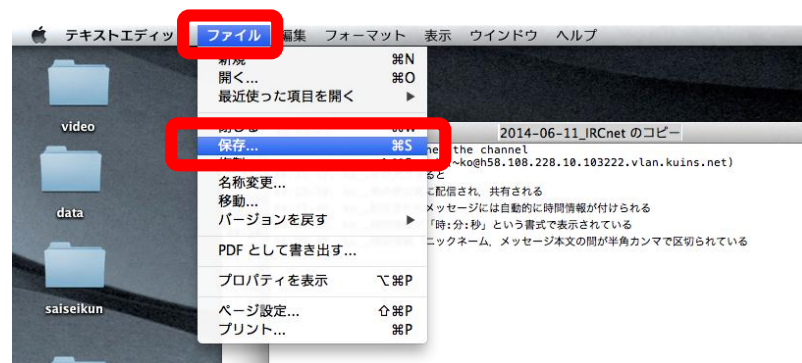 テキストエディッ ファイル 編集 フォーマット 表示 ウインドウ ヘルプ
新規 ⌘N
開く... ⌘O
最近使った項目を開く ▶
保存... ⌘S
名称変更...
移動...
バージョンを戻す ▶
PDF として書き出す...
プロパティを表示 ⌥⌘P
ページ設定... ⇧⌘P
プリント... ⌘P
video
data
saiseikun
2014-06-11_IRCnet のコピー
the channel
~ko@h58.108.228.10.103222.vlan.kuins.net)
ると
に配信され，共有される
メッセージには自動的に時間情報が付けられる
「時:分:秒」という書式で表示されている
ニックネーム，メッセージ本文の間が半角カンマで区切られている